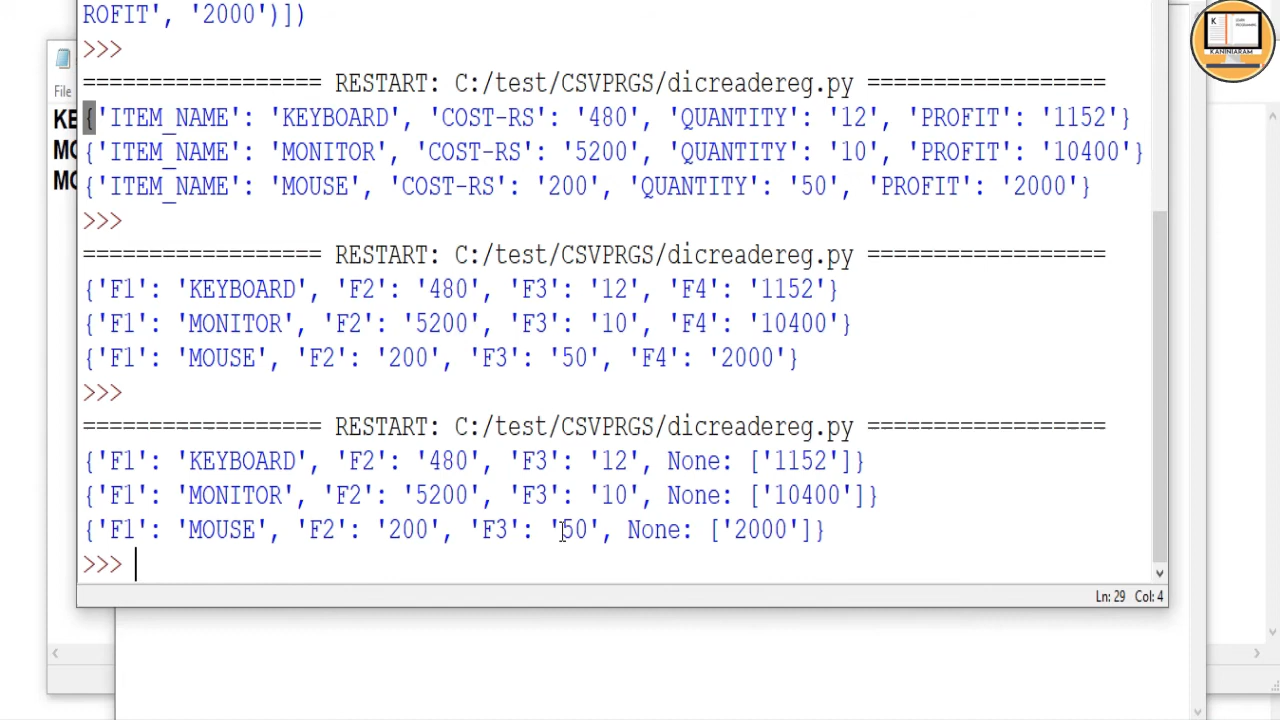 ROFIT', '2000')])
>>>
================== RESTART: C:/test/CSVPRGS/dicreadereg.py ==================
{'ITEM_NAME': 'KEYBOARD', 'COST-RS': '480', 'QUANTITY': '12', 'PROFIT': '1152'}
{'ITEM_NAME': 'MONITOR', 'COST-RS': '5200', 'QUANTITY': '10', 'PROFIT': '10400'}
{'ITEM_NAME': 'MOUSE', 'COST-RS': '200', 'QUANTITY': '50', 'PROFIT': '2000'}
>>>
================== RESTART: C:/test/CSVPRGS/dicreadereg.py ==================
{'F1': 'KEYBOARD', 'F2': '480', 'F3': '12', 'F4': '1152'}
{'F1': 'MONITOR', 'F2': '5200', 'F3': '10', 'F4': '10400'}
{'F1': 'MOUSE', 'F2': '200', 'F3': '50', 'F4': '2000'}
>>>
================== RESTART: C:/test/CSVPRGS/dicreadereg.py ==================
{'F1': 'KEYBOARD', 'F2': '480', 'F3': '12', None: ['1152']}
{'F1': 'MONITOR', 'F2': '5200', 'F3': '10', None: ['10400']}
{'F1': 'MOUSE', 'F2': '200', 'F3': '50', None: ['2000']}
>>>
Ln: 29 Col: 4
File
KE
MO
MO
K
KANINIARAM